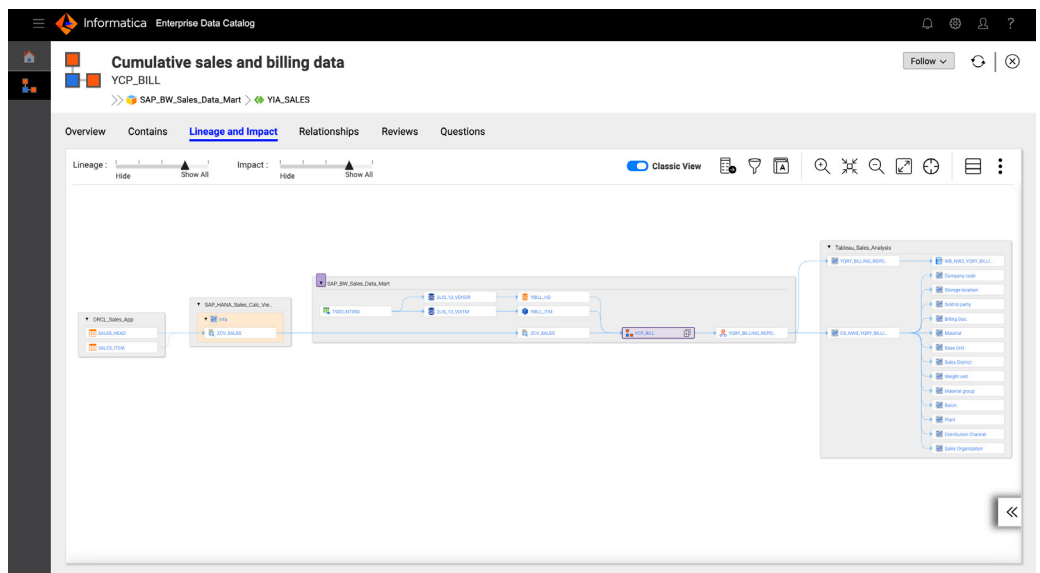 Informatica Enterprise Data Catalog
?
Cumulative sales and billing data
YCP_BILL
Follow
SAP_BW_Sales_Data_Mart
YIA_SALES
Overview Contains Lineage and Impact Relationships Reviews Questions
Lineage : Hide Show All
Impact : Hide Show All
Classic View
A
ORCL_Sales_App
SALES_HEAD
SALES_ITEM
SAP_HANA_Sales_Calc_Vie..
infa
ZCV_SALES
SAP_BW_Sales_Data_Mart
2LIS_13_VDHDR
2LIS_13_VDITM
YBILL_HD
YBILL_ITM
ZCV_SALES
ZCV_SALES
YCP_BILL
YQRY_BILLING_REPO..
Tableau_Sales_Analysis
YQRY_BILLING_REPO..
WB_NW3_YQRY_BILLI..
DS_NW3_YQRY_BILLI..
Company code
Storage location
Sold-to party
Billing Doc.
Material
Base Unit
Sales District
Weight unit
Material group
Batch
Plant
Distribution Channel
Sales Organization